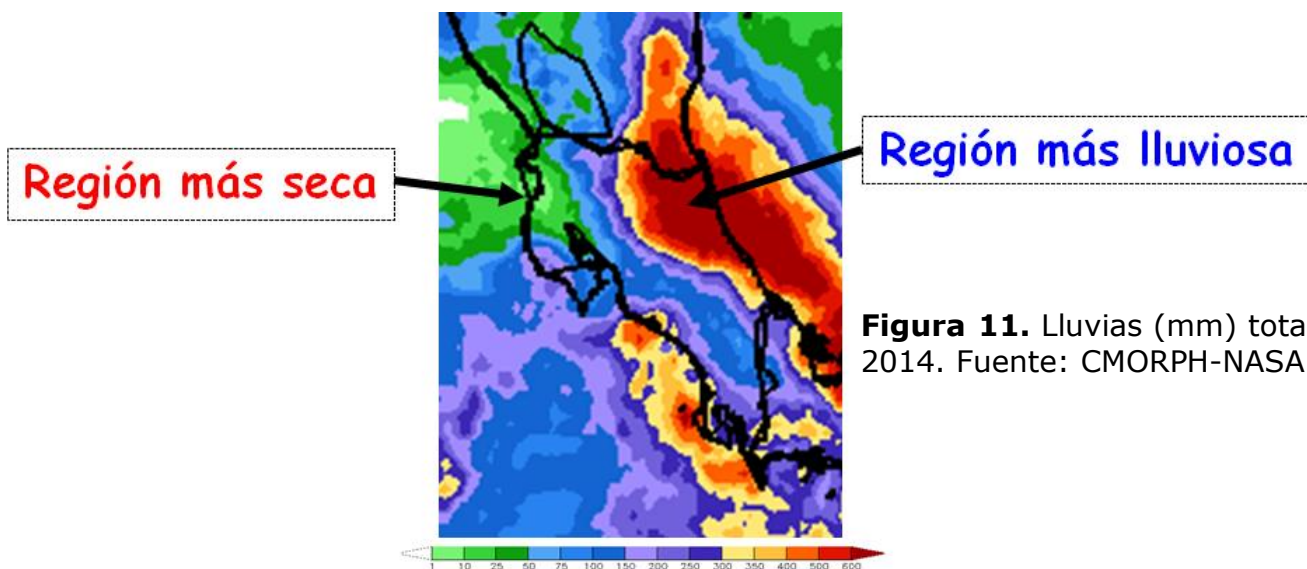 Región más seca
Región más lluviosa
Figura 11. Lluvias (mm) tota
2014. Fuente: CMORPH-NASA
1 10 25 50 75 100 150 200 250 300 350 400 500 600